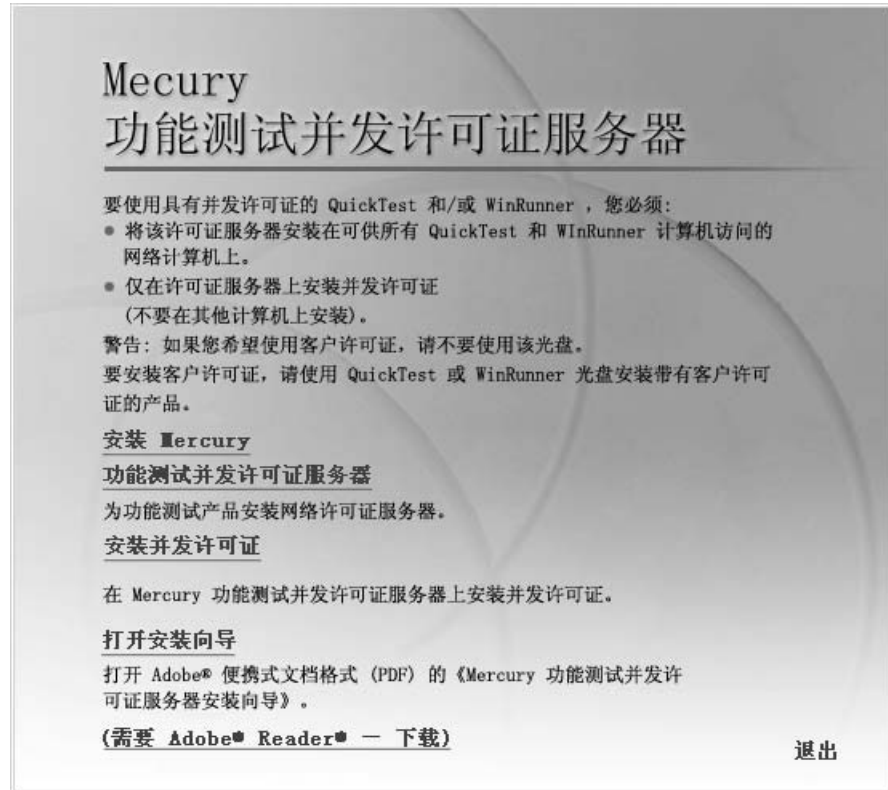 Mecury
功能测试并发许可证服务器
要使用具有并发许可证的 QuickTest 和/或 WinRunner ，您必须：
● 将该许可证服务器安装在可供所有 QuickTest 和 WInRunner 计算机访问的
网络计算机上。
● 仅在许可证服务器上安装并发许可证
(不要在其他计算机上安装)。
警告：如果您希望使用客户许可证，请不要使用该光盘。
要安装客户许可证，请使用 QuickTest 或 WinRunner 光盘安装带有客户许可
证的产品。
安装 Mercury
功能测试并发许可证服务器
为功能测试产品安装网络许可证服务器。
安装并发许可证
在 Mercury 功能测试并发许可证服务器上安装并发许可证。
打开安装向导
打开 Adobe® 便携式文档格式 (PDF) 的《Mercury 功能测试并发许
可证服务器安装向导》。
(需要 Adobe® Reader® — 下载)
退出